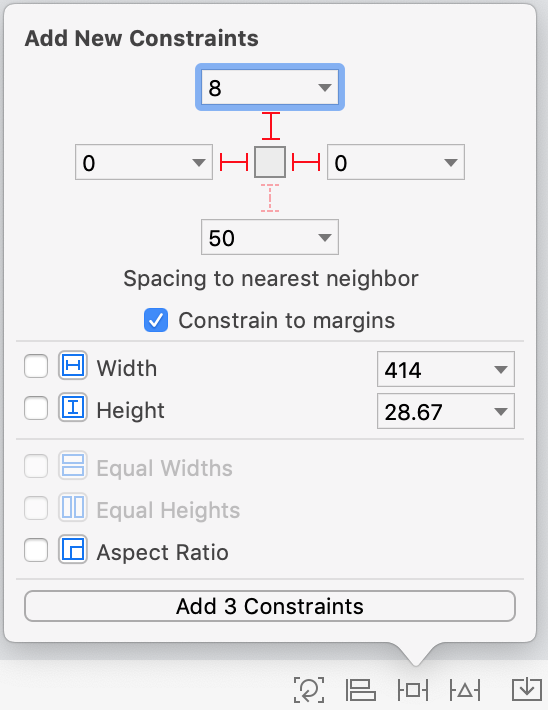 Add New Constraints
8
0
0
50
Spacing to nearest neighbor
Constrain to margins
Width
414
Height
28.67
Equal Widths
Equal Heights
Aspect Ratio
Add 3 Constraints